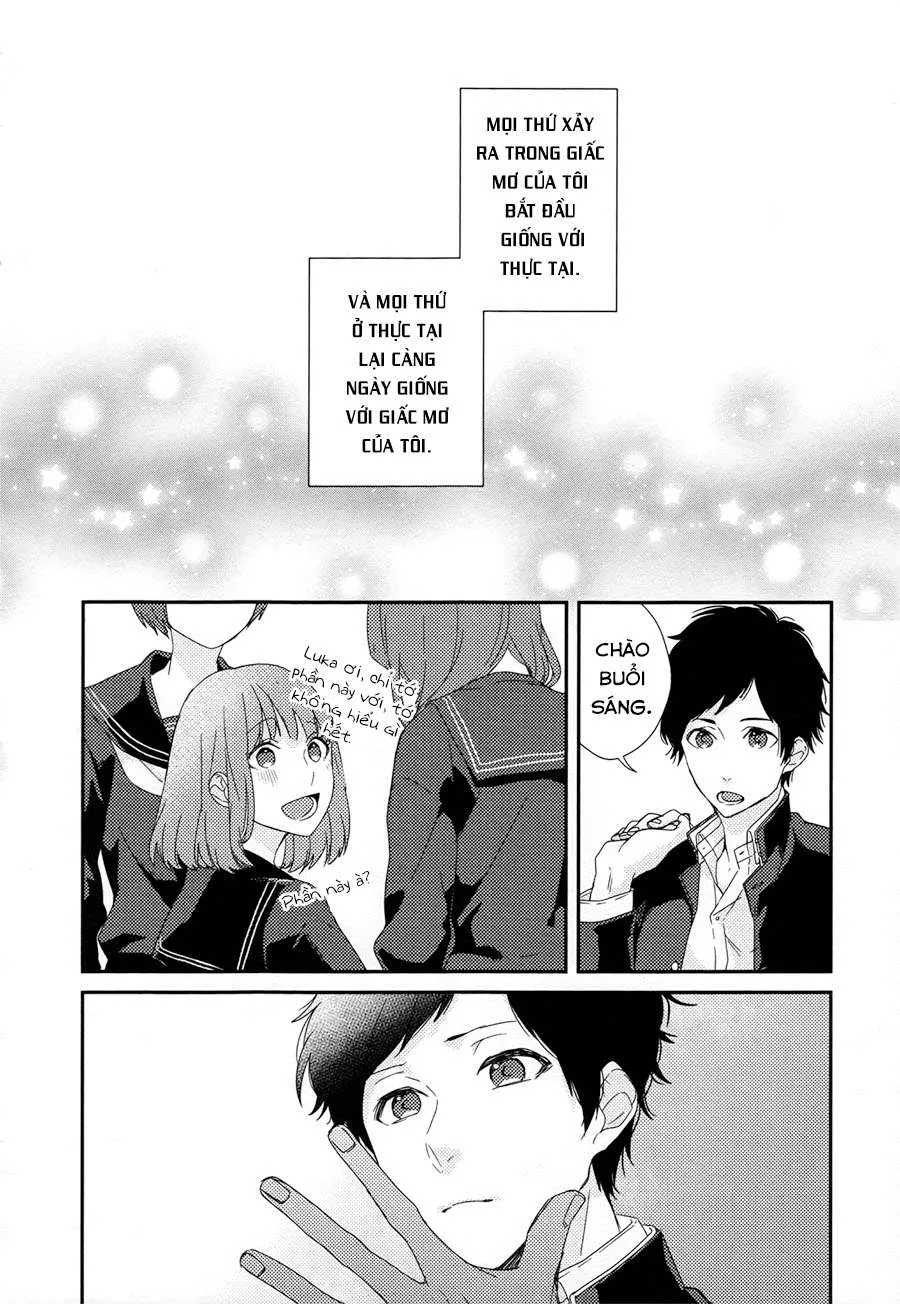 MỌI THỨ XẢY
RA TRONG GIẤC
MƠ CỦA TÔI
BẮT ĐẦU
GIỐNG VỚI
THỰC TẠI.
VÀ MỌI THỨ
Ở THỰC TẠI
LẠI CÀNG
NGÀY GIỐNG
VỚI GIẤC MƠ
CỦA TÔI.
CHÀO
BUỔI
SÁNG.
Luka ơi, chỉ tớ
phần này với, tớ
không hiểu gì
hết
Phần này à?